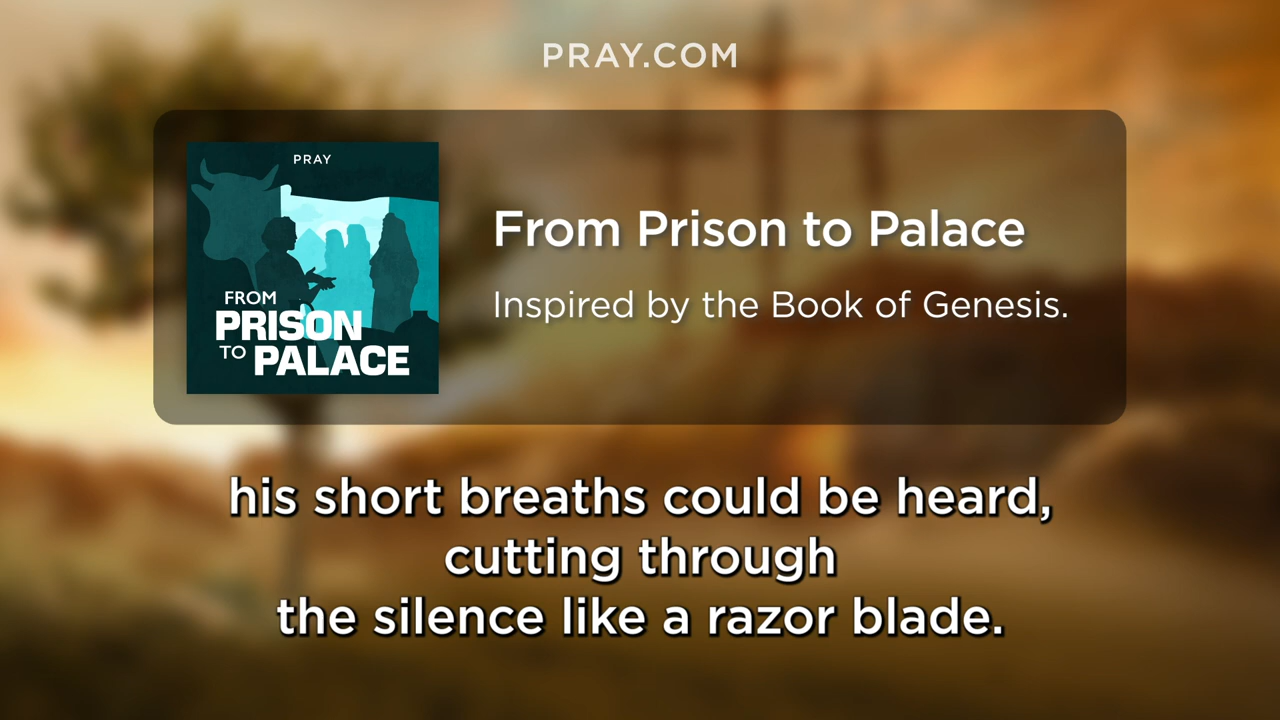 PRAY.COM
PRAY
FROM
PRISON
TO PALACE
From Prison to Palace
Inspired by the Book of Genesis.
his short breaths could be heard,
cutting through
the silence like a razor blade.